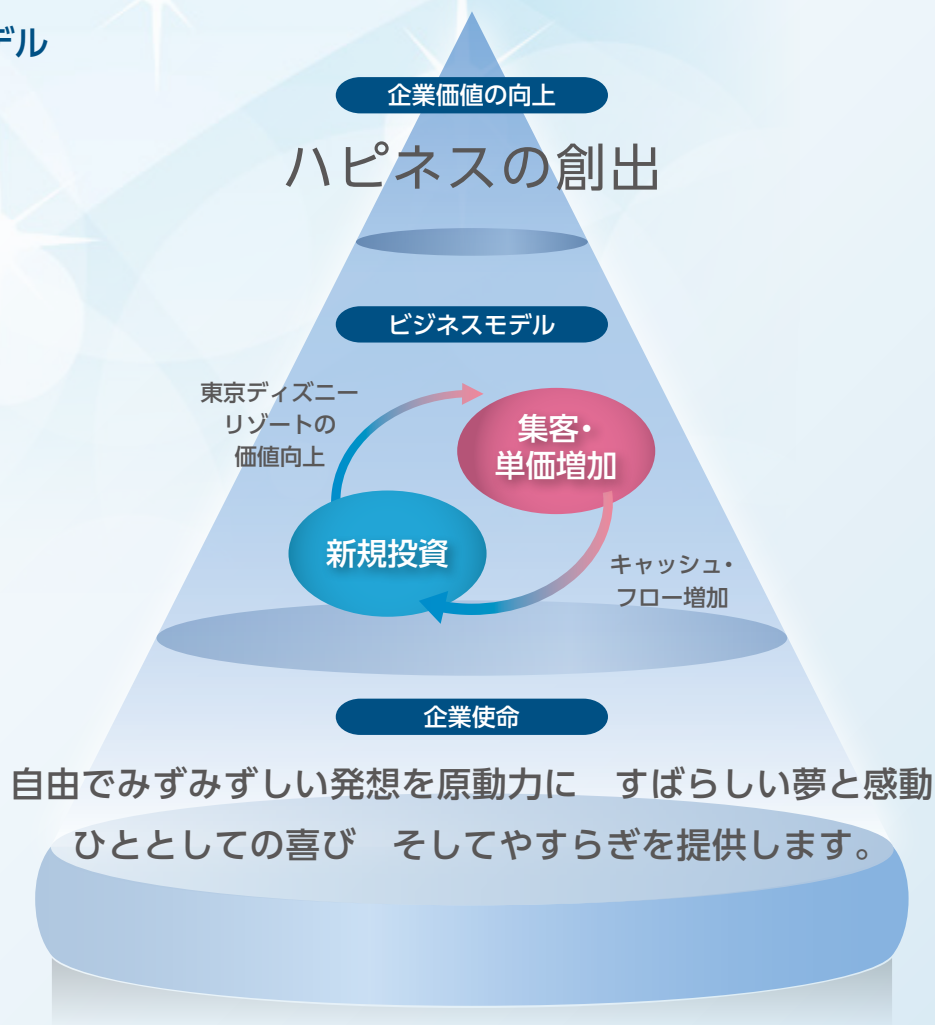 デル
企業価値の向上
ハピネスの創出
ビジネスモデル
東京ディズニー
リゾートの
価値向上
集客・
単価増加
新規投資
キャッシュ・
フロー増加
企業使命
自由でみずみずしい発想を原動力に　すばらしい夢と感動
ひととしての喜び　そしてやすらぎを提供します。